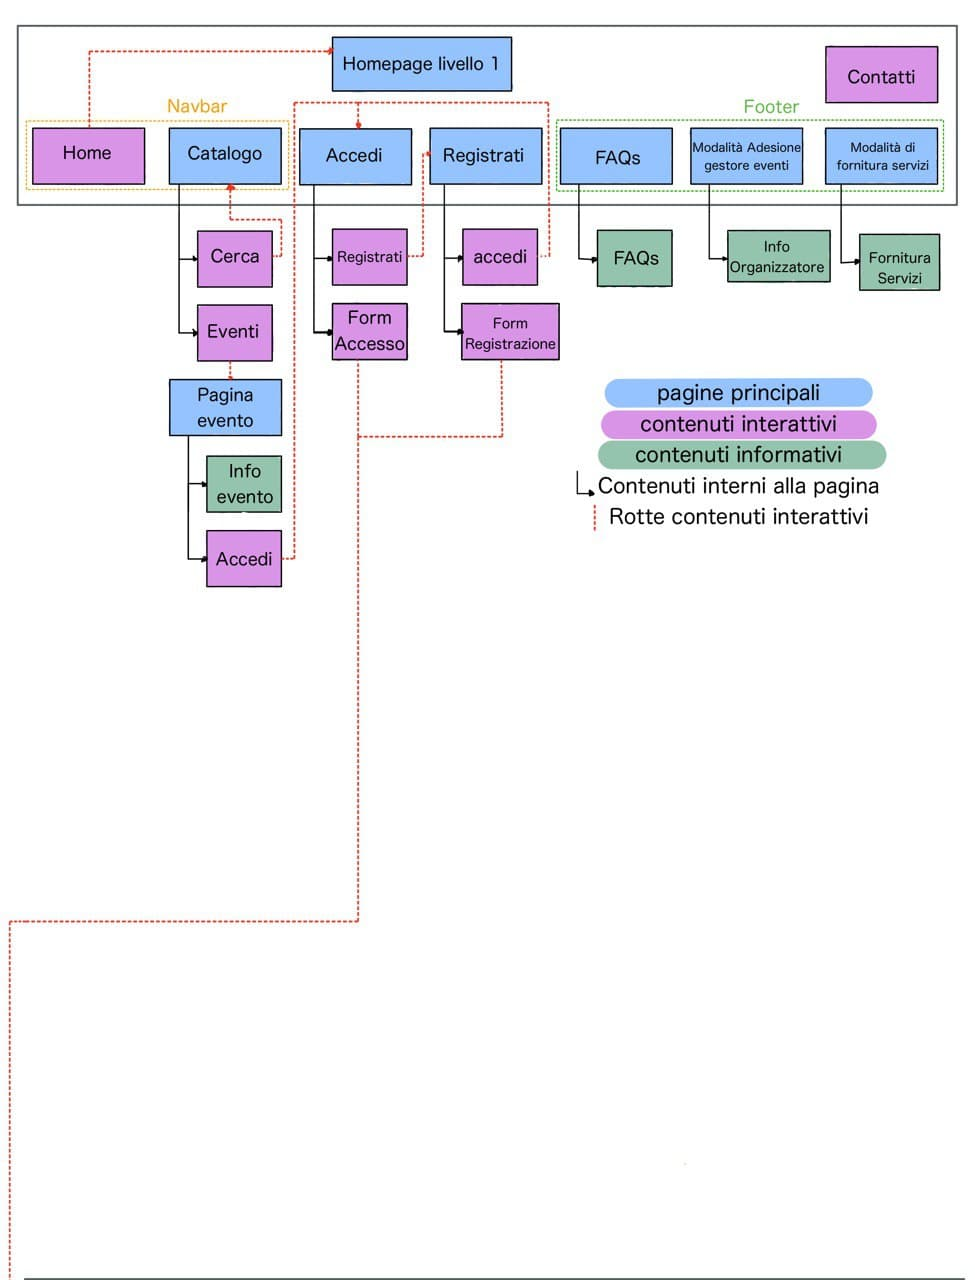 Homepage livello 1
Contatti
Navbar
Footer
Home
Catalogo
Accedi
Registrati
FAQs
Modalità Adesione
gestore eventi
Modalità di
fornitura servizi
Cerca
Registrati
accedi
FAQs
Info
Organizzatore
Fornitura
Servizi
Eventi
Form
Accesso
Form
Registrazione
Pagina
evento
Info
evento
Accedi
pagine principali
contenuti interattivi
contenuti informativi
Contenuti interni alla pagina
Rotte contenuti interattivi